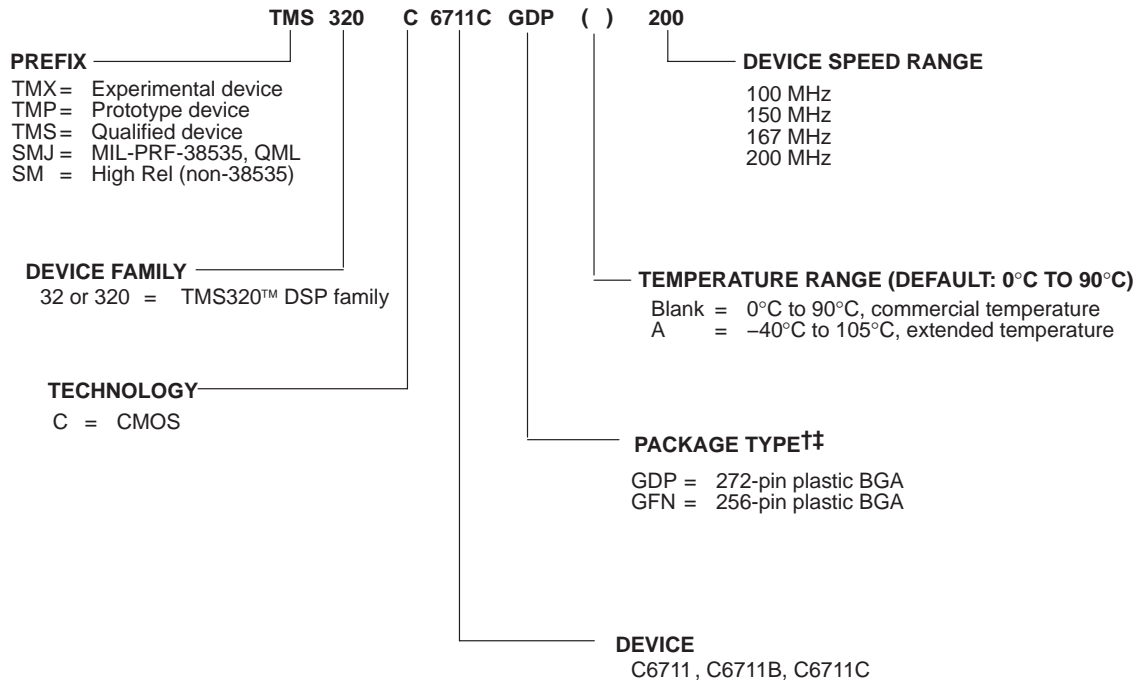 TMS 320 C 6711C GDP ( ) 200
PREFIX
TMX = Experimental device
TMP = Prototype device
TMS = Qualified device
SMJ = MIL-PRF-38535, QML
SM = High Rel (non-38535)
DEVICE SPEED RANGE
100 MHz
150 MHz
167 MHz
200 MHz
DEVICE FAMILY
32 or 320 = TMS320™ DSP family
TEMPERATURE RANGE (DEFAULT: 0°C TO 90°C)
Blank = 0°C to 90°C, commercial temperature
A = −40°C to 105°C, extended temperature
TECHNOLOGY
C = CMOS
PACKAGE TYPE†‡
GDP = 272-pin plastic BGA
GFN = 256-pin plastic BGA
DEVICE
C6711 , C6711B, C6711C